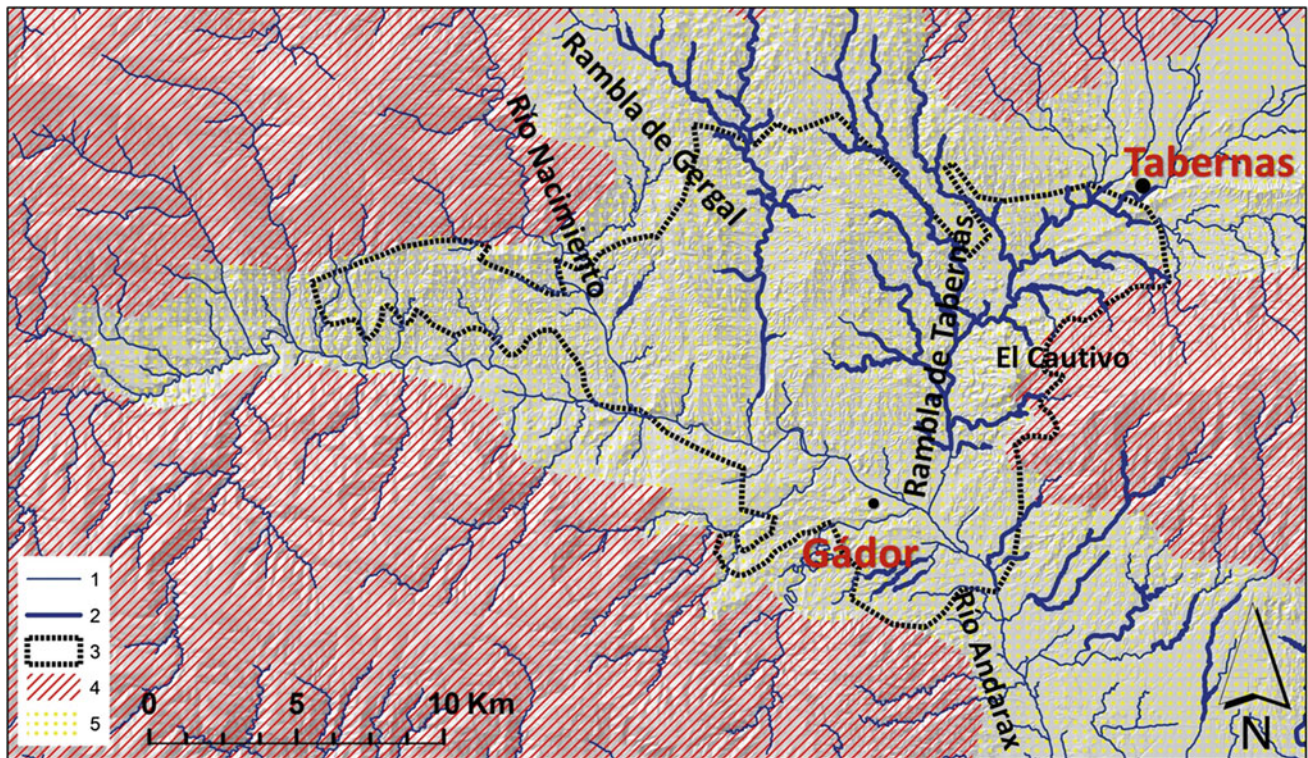 Rambla de Gergal
Río Nacimiento
Tabernas
Rambla de Tabernas
El Cautivo
Gádor
Río Andarax
1
2
3
4
5
0 5 10 Km
N